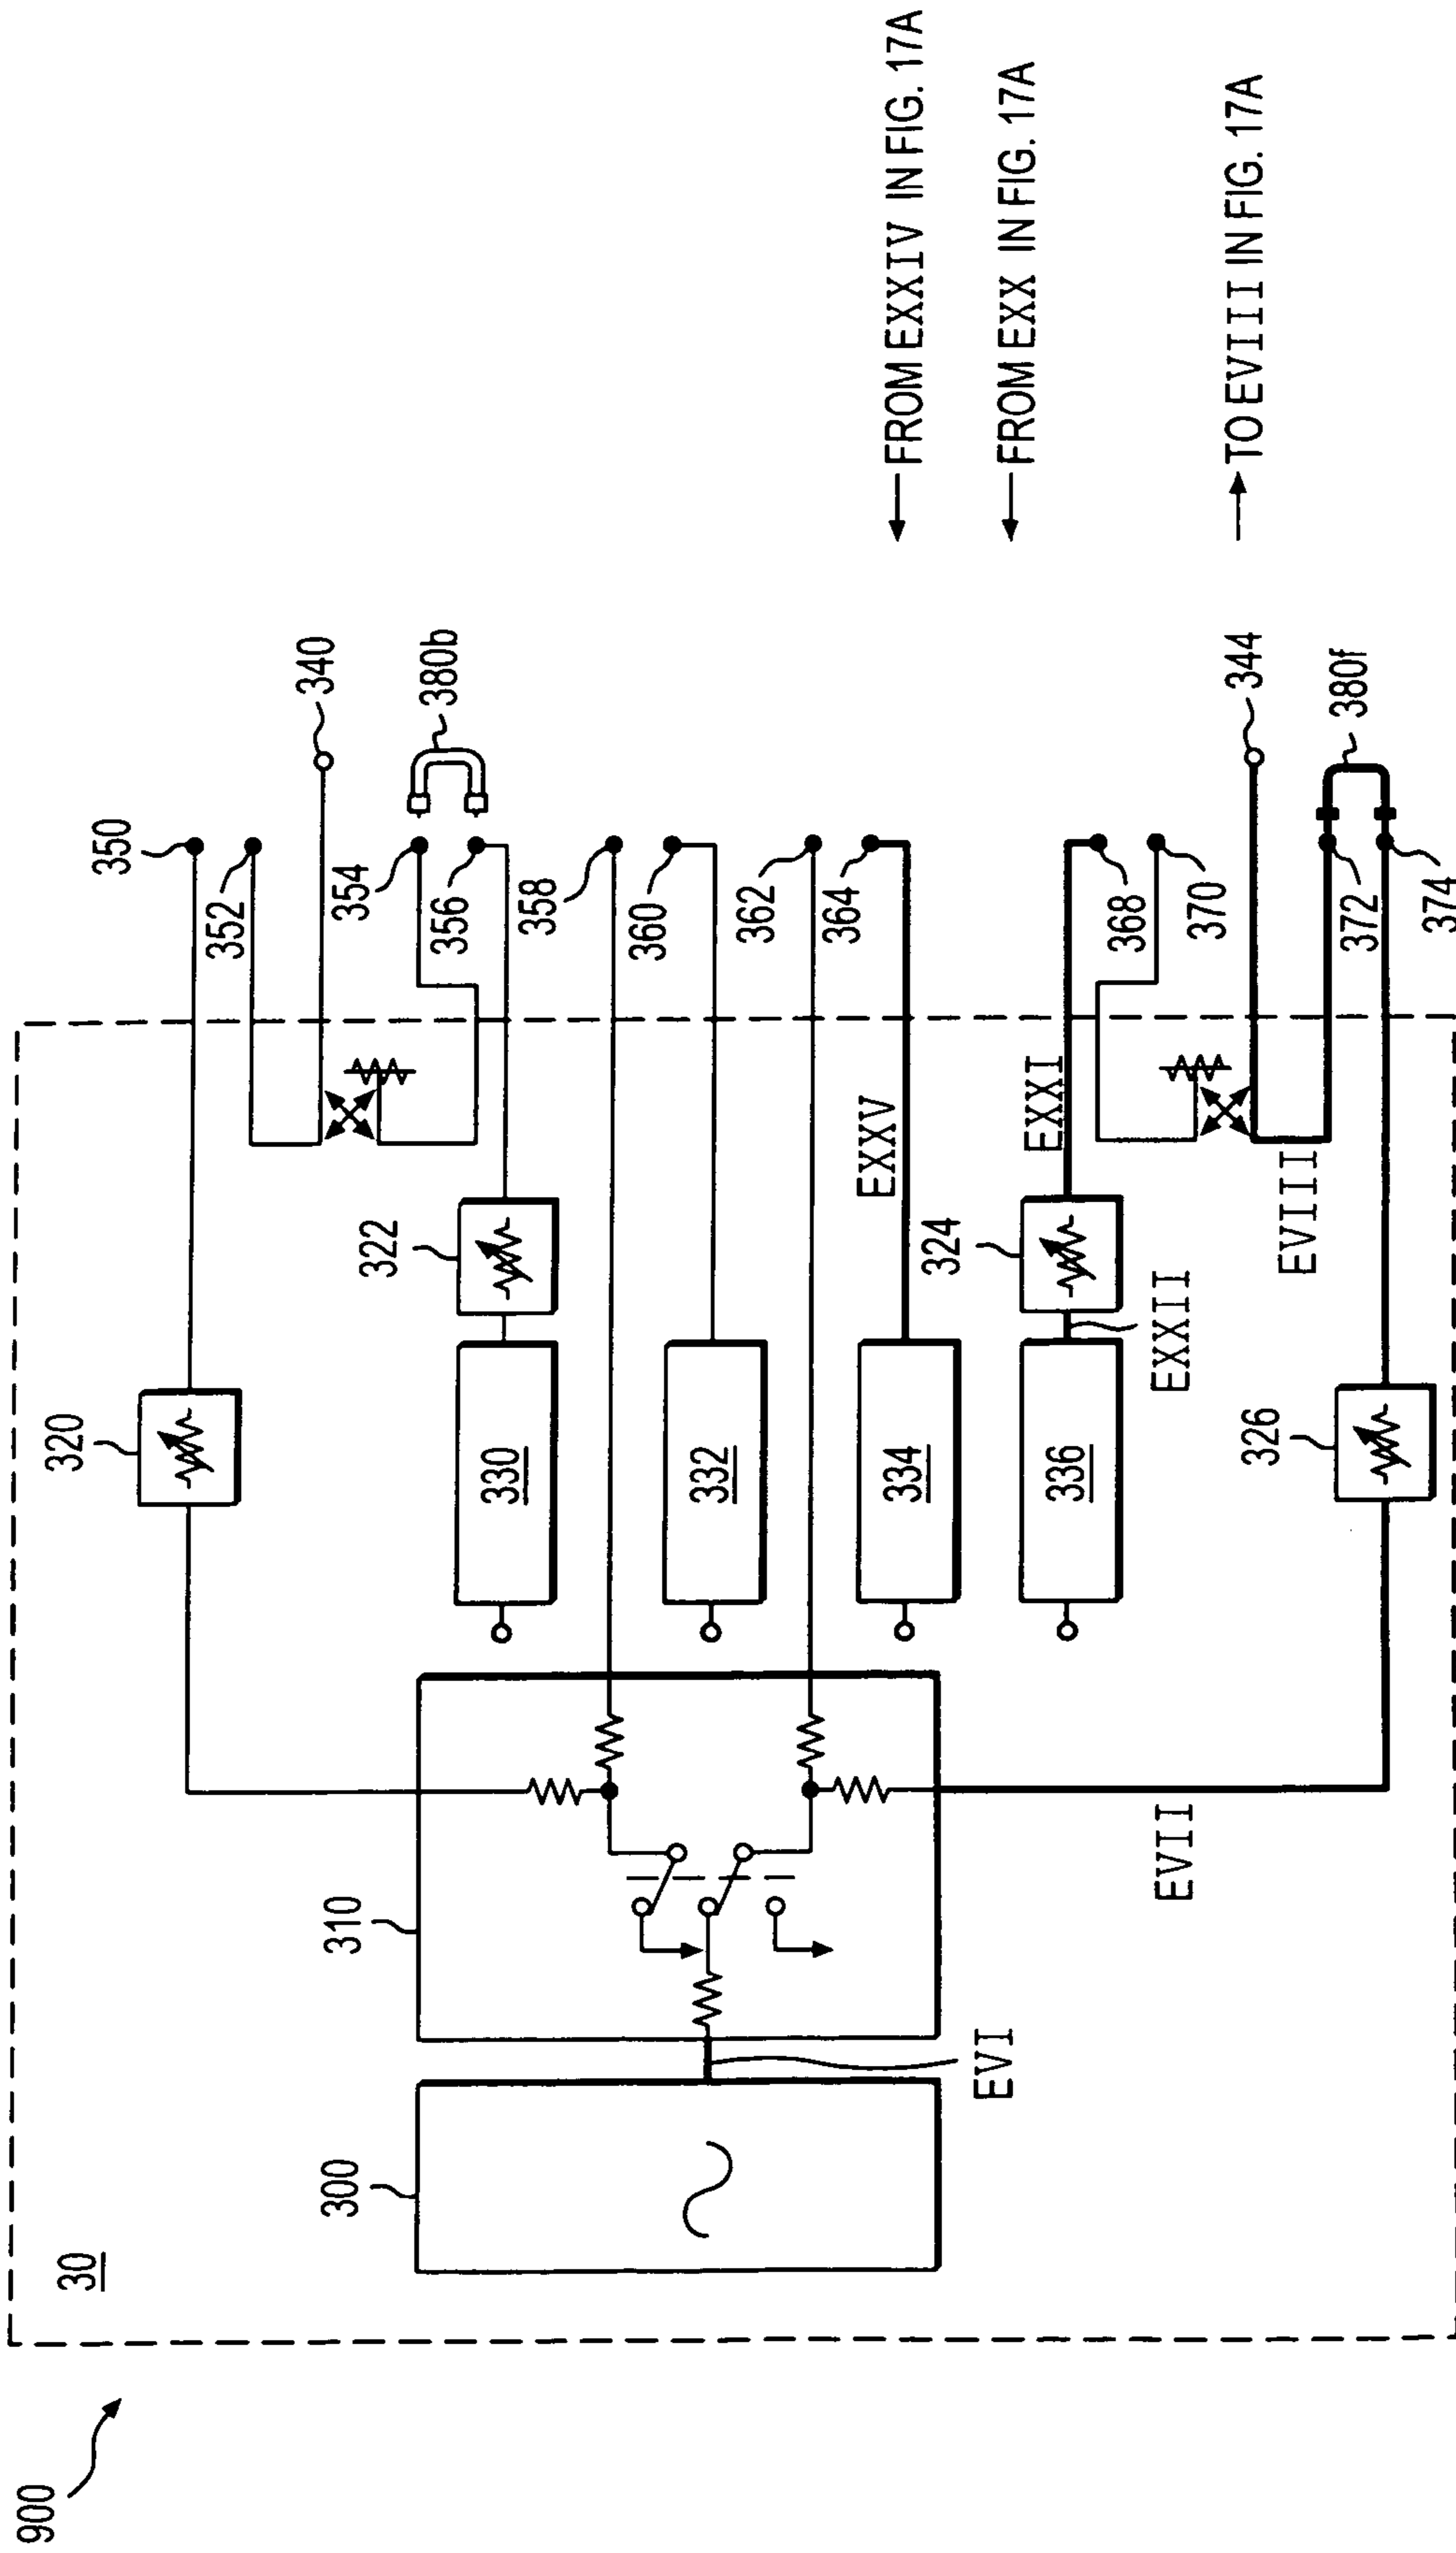 900
30
300
310
EVI
EVII
320
322
330
332
334
336
324
326
EXXV
EXXI
EXXII
EVIII
350
352
340
354
356
380b
358
360
362
364
368
370
344
372
374
380f
FROM EXXIV IN FIG. 17A
FROM EXX IN FIG. 17A
TO EVIII IN FIG. 17A